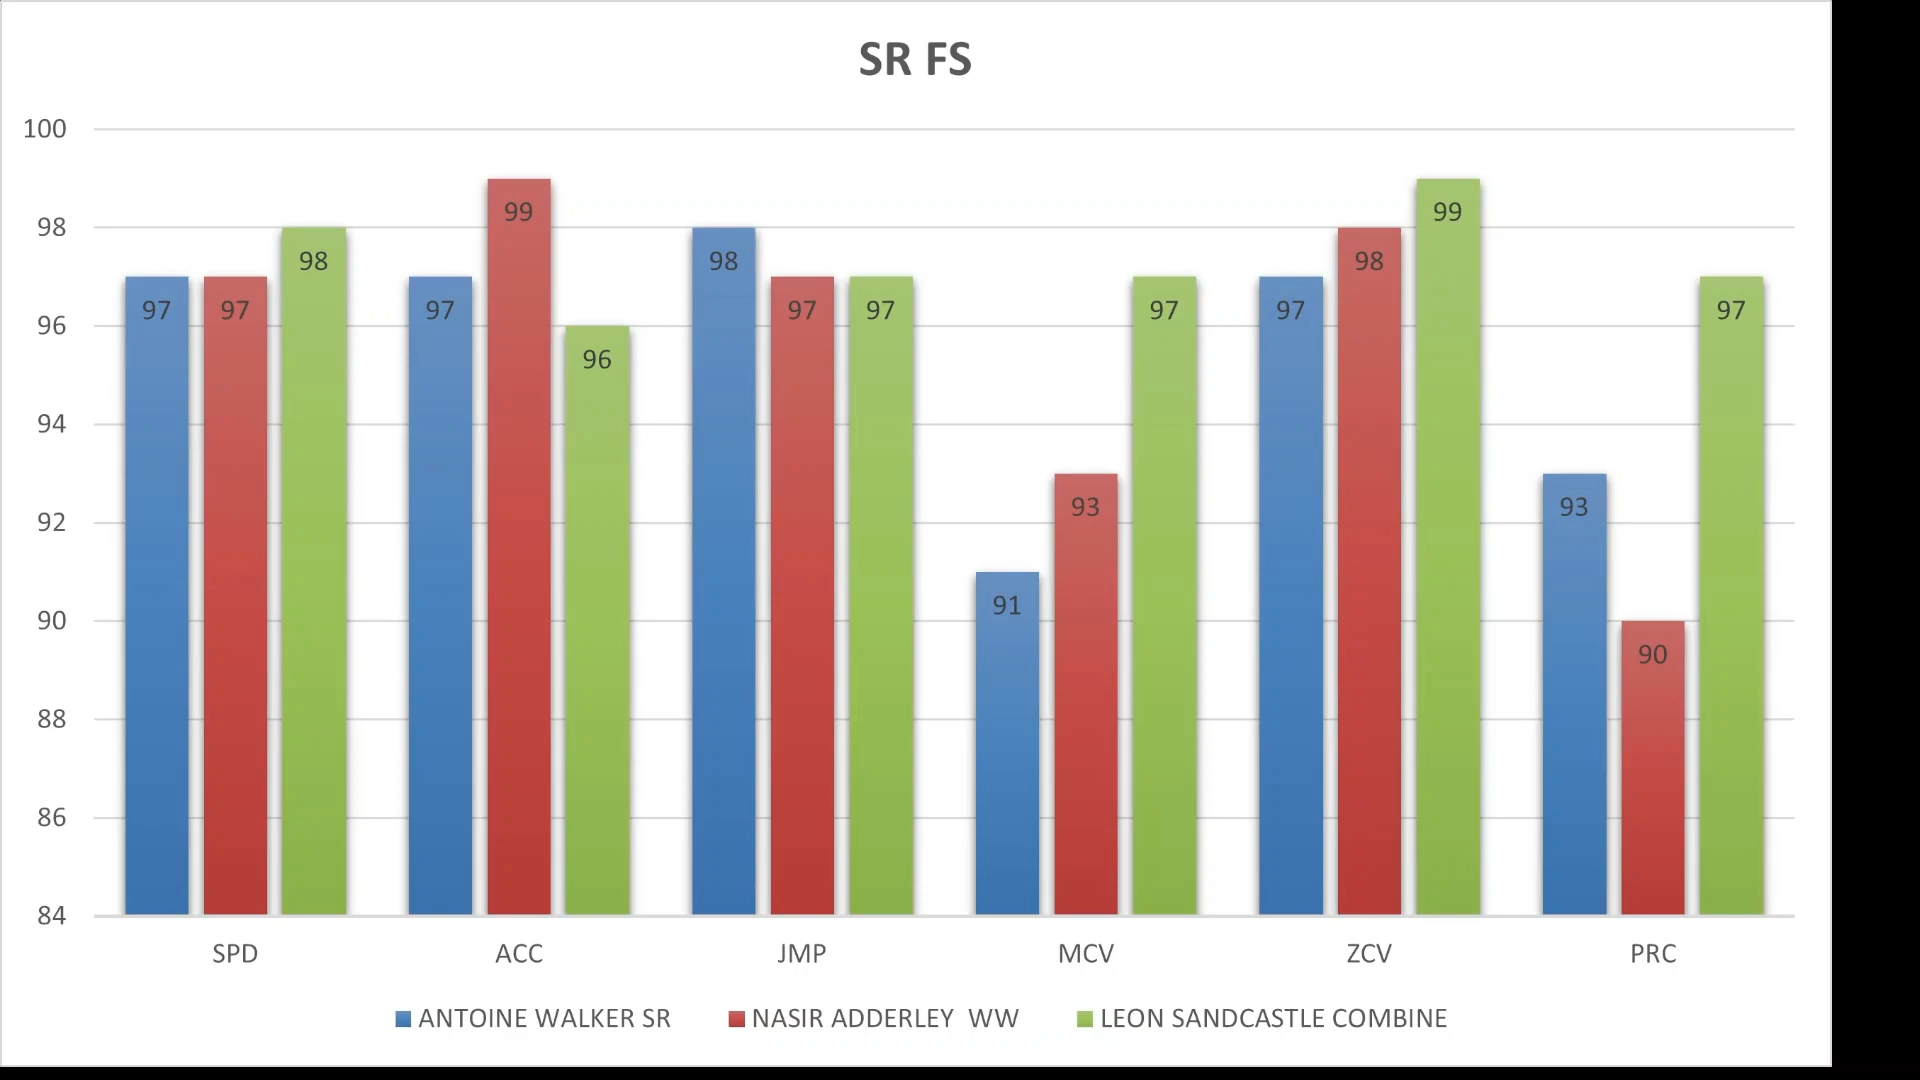 SR FS
100
98
96
94
92
90
88
86
84
97 97 98
97 99 96
98 97 97
91 93 97
97 98 99
93 90 97
SPD ACC JMP MCV ZCV PRC
ANTOINE WALKER SR NASIR ADDERLEY  WW LEON SANDCASTLE COMBINE